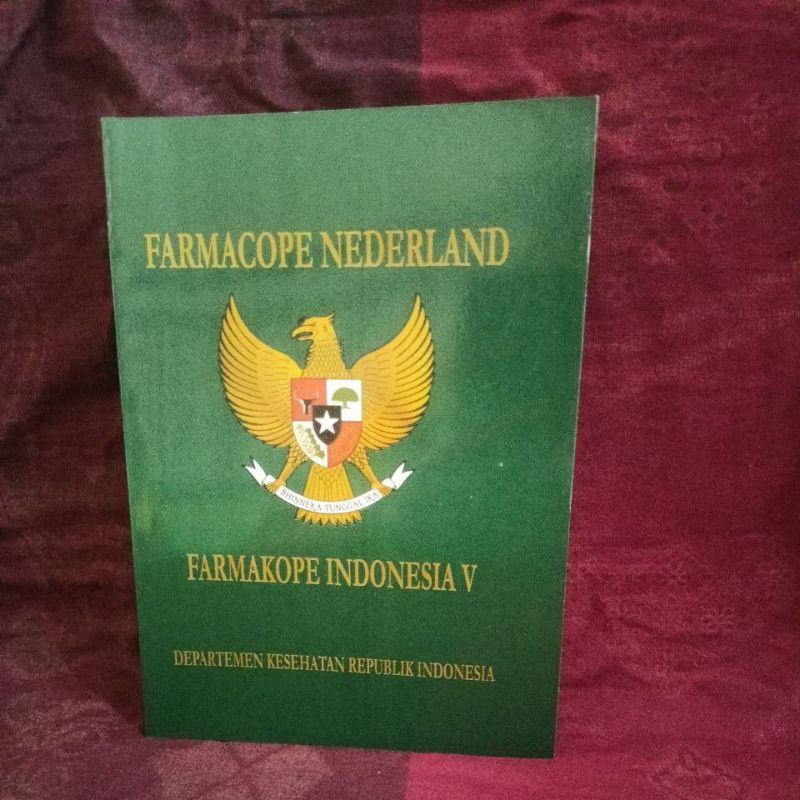 FARMACOPE NEDERLAND
BHINNEKA TUNGGAL IKA
FARMAKOPE INDONESIA V
DEPARTEMEN KESEHATAN REPUBLIK INDONESIA